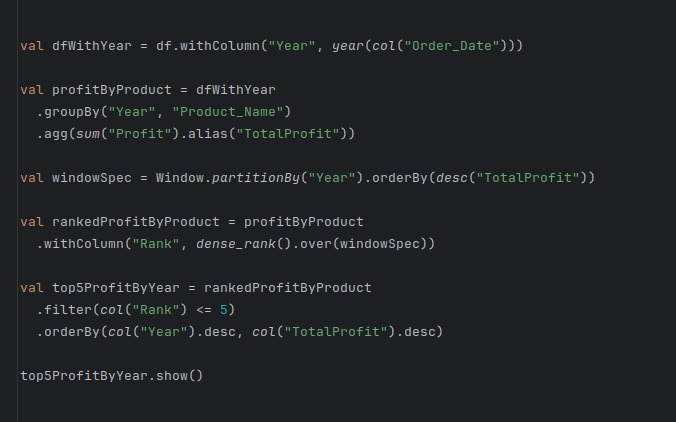 val dfWithYear = df.withColumn("Year", year(col("Order_Date")))
val profitByProduct = dfWithYear
.groupBy("Year", "Product_Name")
.agg(sum("Profit").alias("TotalProfit"))
val windowSpec = Window.partitionBy("Year").orderBy(desc("TotalProfit"))
val rankedProfitByProduct = profitByProduct
.withColumn("Rank", dense_rank().over(windowSpec))
val top5ProfitByYear = rankedProfitByProduct
.filter(col("Rank") <= 5)
.orderBy(col("Year").desc, col("TotalProfit").desc)
top5ProfitByYear.show()